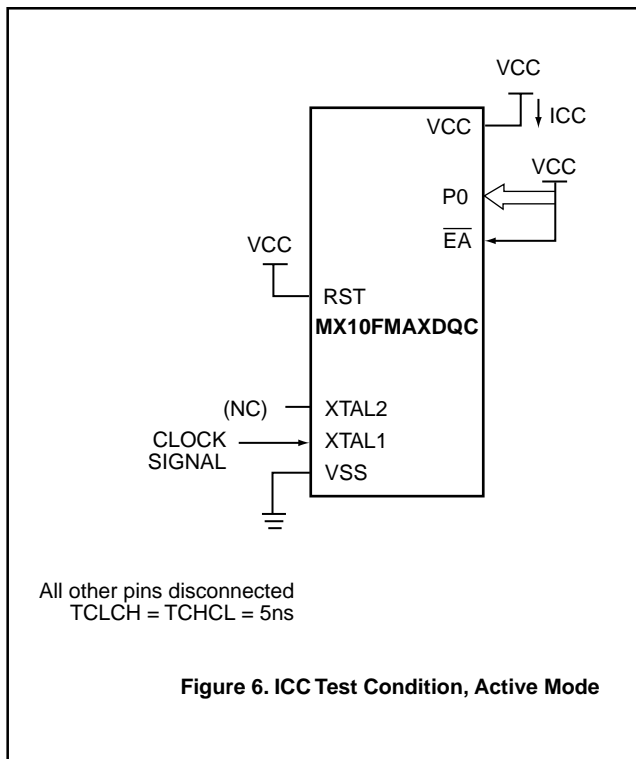 VCC
VCC
ICC
VCC
P0
EA
VCC
RST
MX10FMAXDQC
(NC)
XTAL2
CLOCK
SIGNAL
XTAL1
VSS
All other pins disconnected
TCLCH = TCHCL = 5ns
Figure 6. ICC Test Condition, Active Mode